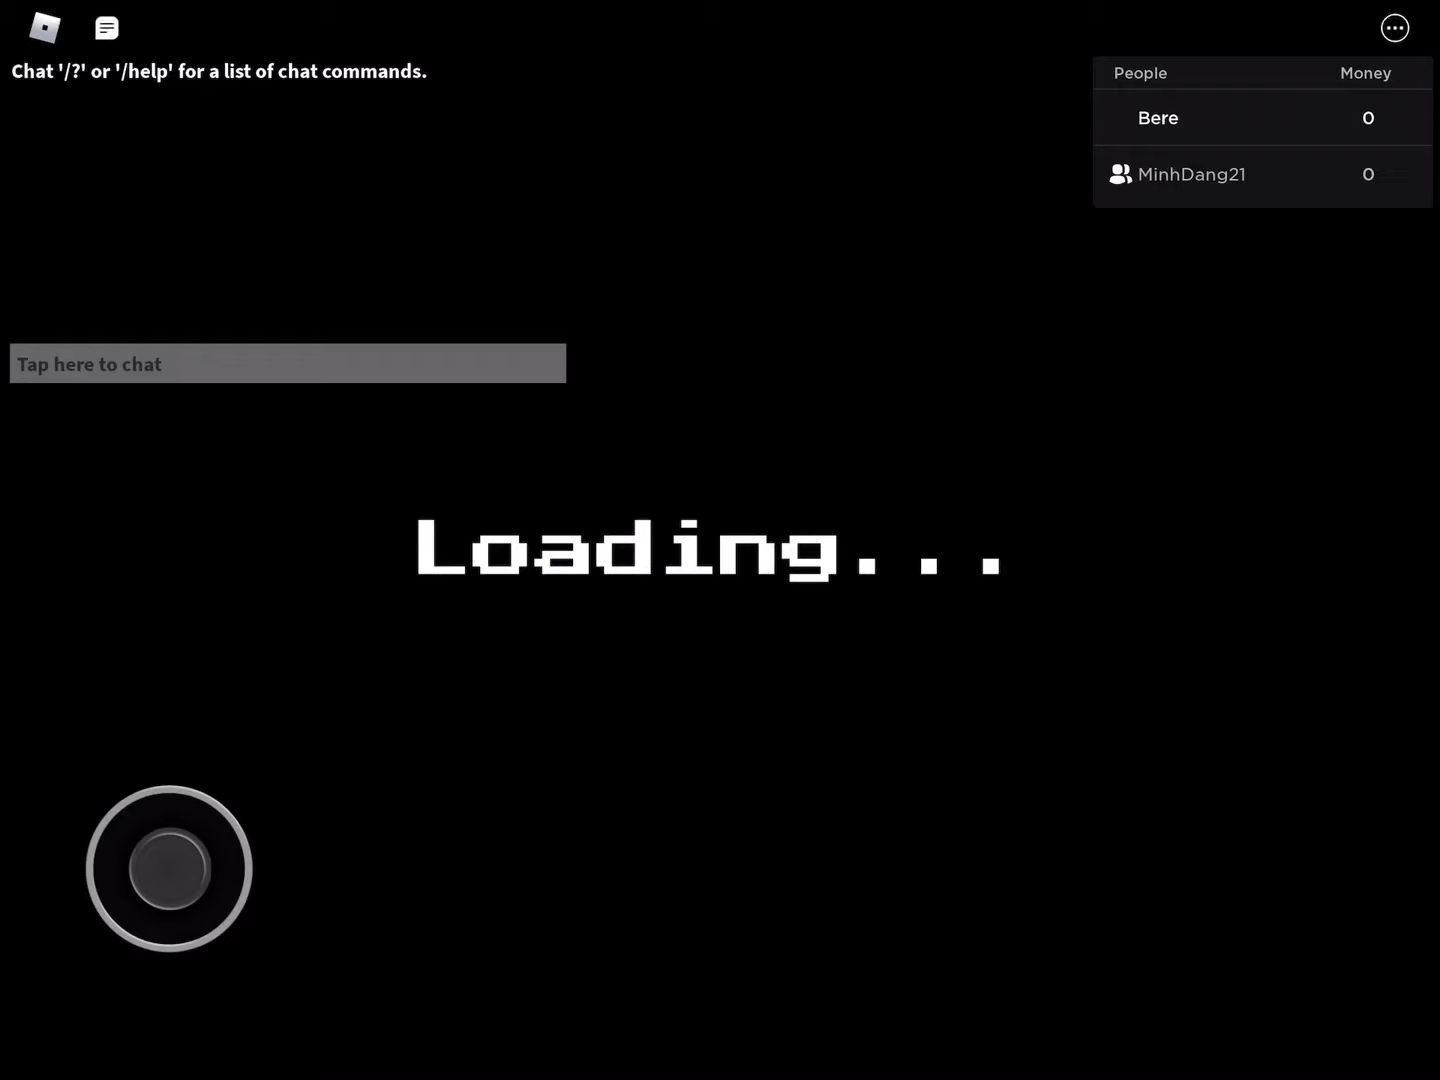 Chat '/?' or '/help' for a list of chat commands.
People Money
Bere 0
MinhDang21 0
Tap here to chat
Loading...